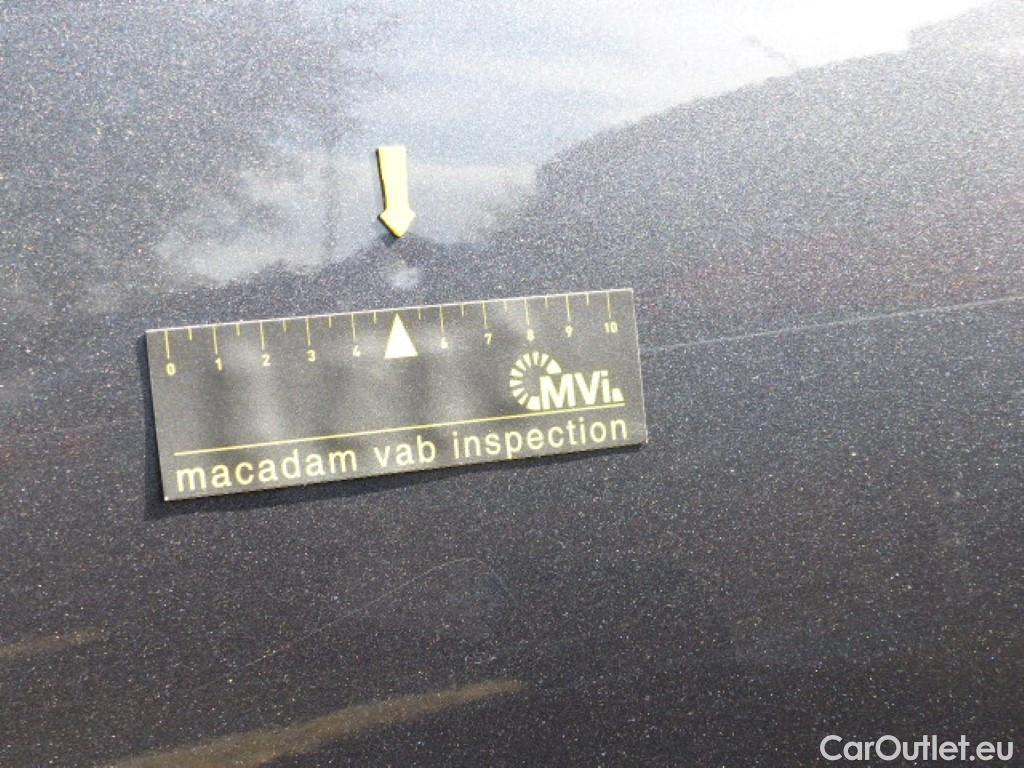 0 1 2 3 4 6 7 8 9 10
MVi
macadam vab inspection
CarOutlet.eu